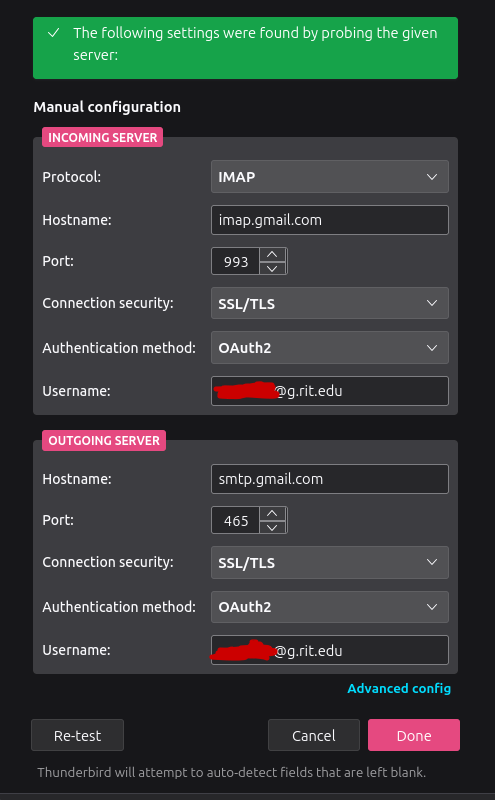 The following settings were found by probing the given
server:
Manual configuration
INCOMING SERVER
Protocol: IMAP
Hostname: imap.gmail.com
Port: 993
Connection security: SSL/TLS
Authentication method: OAuth2
Username: @g.rit.edu
OUTGOING SERVER
Hostname: smtp.gmail.com
Port: 465
Connection security: SSL/TLS
Authentication method: OAuth2
Username: @g.rit.edu
Advanced config
Re-test Cancel Done
Thunderbird will attempt to auto-detect fields that are left blank.